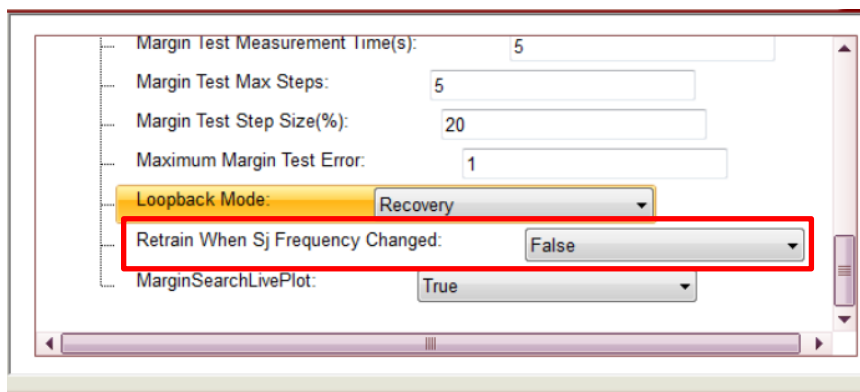 Margin Test Measurement Time(s): 5
Margin Test Max Steps: 5
Margin Test Step Size(%): 20
Maximum Margin Test Error: 1
Loopback Mode: Recovery
Retrain When Sj Frequency Changed: False
MarginSearchLivePlot: True